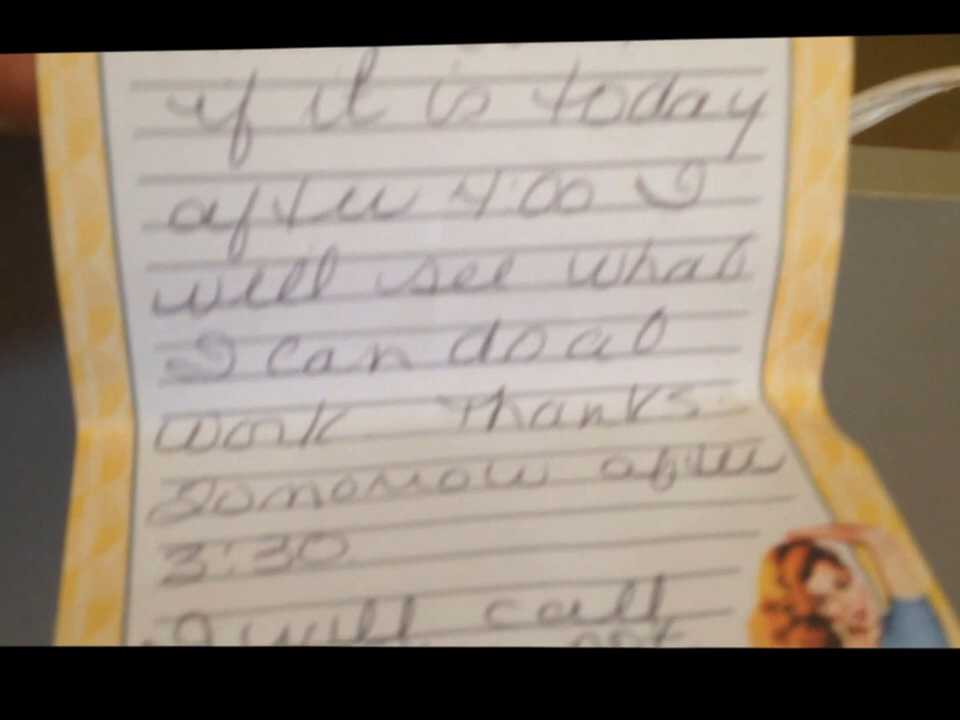 if it is today
after 4:00 I
will see what
I can do at
work Thanks
Tomorrow after
3:30
I will call